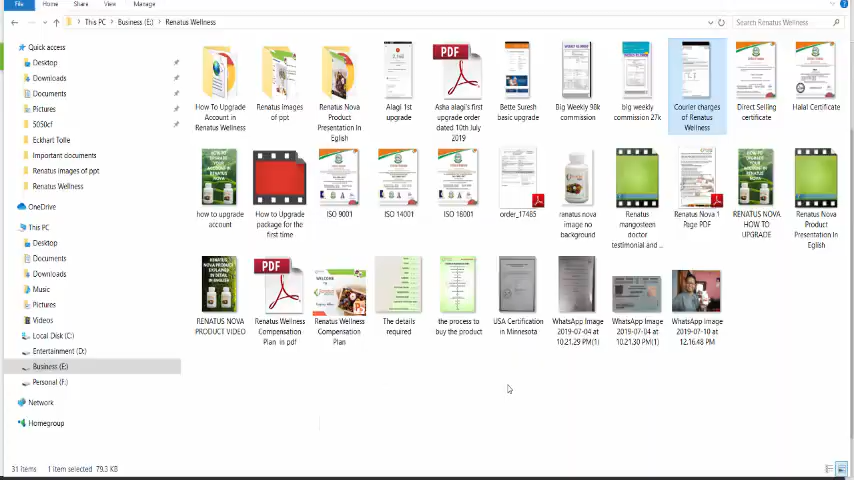 File Home Share View Manage
This PC Business (E:) Renatus Wellness
Search Renatus Wellness
Quick access
Desktop
Downloads
Documents
Pictures
5050cf
Eckhart Tolle
Important documents
Renatus images of ppt
Renatus Wellness
OneDrive
This PC
Desktop
Documents
Downloads
Music
Pictures
Videos
Local Disk (C:)
Entertainment (D:)
Business (E:)
Personal (F:)
Network
Homegroup
How To Upgrade
Account in
Renatus Wellness
Renatus images
of ppt
Renatus Nova
Product
Presentation In
Eglish
Alagi 1st
upgrade
PDF
Asha alagi's first
upgrade order
dated 10th July
2019
Bette Suresh
basic upgrade
Big Weekly 98k
commission
big weekly
commission 27k
Courier charges
of Renatus
Wellness
Direct Selling
certificate
Halal Certificate
how to upgrade
account
How to Upgrade
package for the
first time
ISO 9001
ISO 14001
ISO 18001
order_17485
ranatus nova
image no
background
Renatus
mangosteen
doctor
testimonial and ...
Renatus Nova 1
Page PDF
RENATUS NOVA
HOW TO
UPGRADE
Renatus Nova
Product
Presentation In
Eglish
RENATUS NOVA
PRODUCT VIDEO
PDF
Renatus Wellness
Compensation
Plan in pdf
Renatus Wellness
Compensation
Plan
The details
required
the process to
buy the product
USA Certification
in Minnesota
WhatsApp Image
2019-07-04 at
10.21.29 PM(1)
WhatsApp Image
2019-07-04 at
10.21.30 PM(1)
WhatsApp Image
2019-07-10 at
12.16.48 PM
31 items 1 item selected 79.3 KB